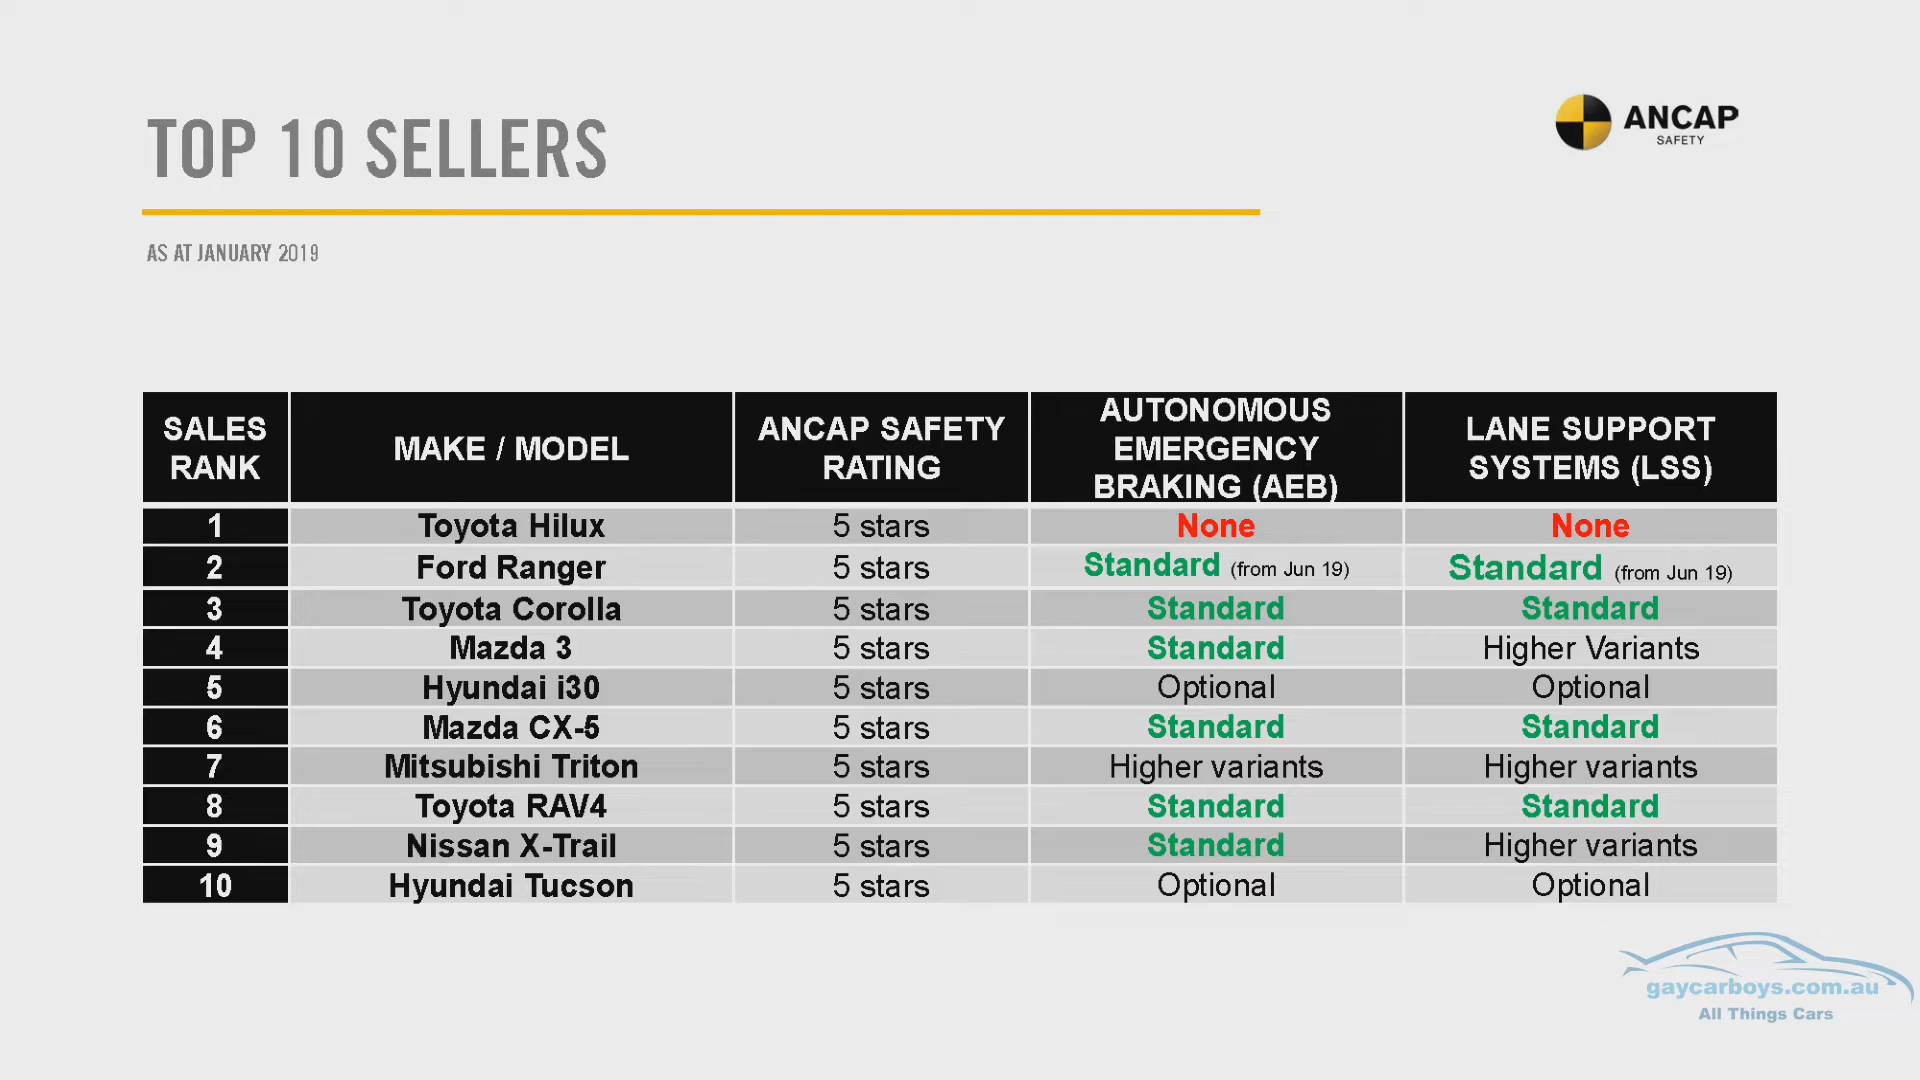 TOP 10 SELLERS
ANCAP
SAFETY
AS AT JANUARY 2019
SALES RANK MAKE / MODEL ANCAP SAFETY RATING AUTONOMOUS EMERGENCY BRAKING (AEB) LANE SUPPORT SYSTEMS (LSS)
1 Toyota Hilux 5 stars None None
2 Ford Ranger 5 stars Standard (from Jun 19) Standard (from Jun 19)
3 Toyota Corolla 5 stars Standard Standard
4 Mazda 3 5 stars Standard Higher Variants
5 Hyundai i30 5 stars Optional Optional
6 Mazda CX-5 5 stars Standard Standard
7 Mitsubishi Triton 5 stars Higher variants Higher variants
8 Toyota RAV4 5 stars Standard Standard
9 Nissan X-Trail 5 stars Standard Higher variants
10 Hyundai Tucson 5 stars Optional Optional
gaycarboys.com.au
All Things Cars